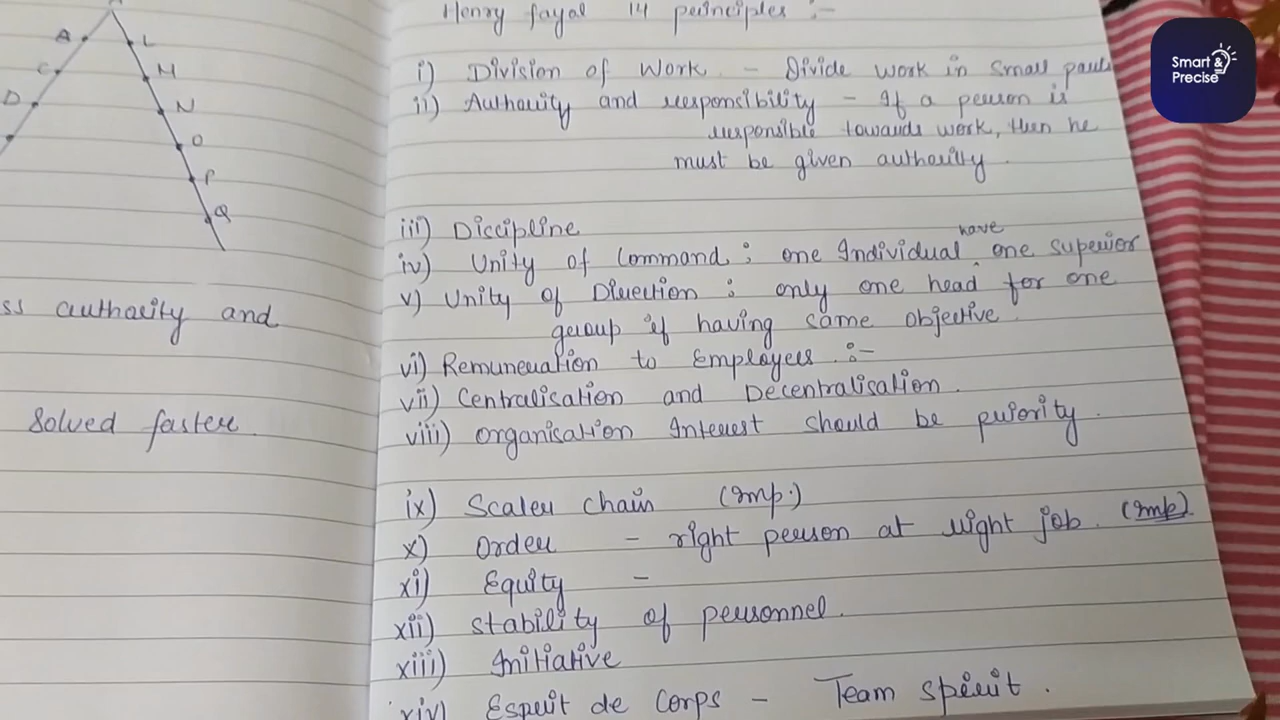 A
C
D
L
M
N
O
P
Q
ss authority and
Solved faster
Henry fayal 14 principles :-
i) Division of Work - Divide work in small parts
ii) Authority and responsibility - If a person is
responsible towards work, then he
must be given authority.
iii) Discipline
iv) Unity of Command ; one Individual have one superior
v) Unity of Direction : only one head for one
group if having same objective.
vi) Remuneration to Employees :-
vii) Centralisation and Decentralisation.
viii) organisation Interest should be priority.
ix) Scaler chain (Imp.)
x) Order - right person at right job. (Imp)
xi) Equity -
xii) Stability of personnel.
xiii) Initiative
xiv) Esprit de Corps - Team spirit.
Smart &
Precise